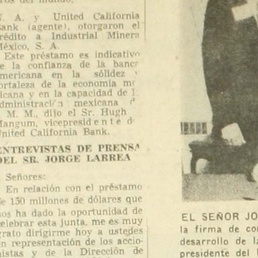 N. A. y United California
Bank (agente), otorgaron el
crédito a Industrial Minera
México, S. A.
Este préstamo es indicativo
de la confianza de la banca
americana en la solidez y
fortaleza de la economía me
icana y en la capacidad de l
administración mexicana d
M. M., dijo el Sr. Hugh
Mangum, vicepresidente de
United California Bank.
ENTREVISTAS DE PRENSA
DEL SR. JORGE LARREA
Señores:
En relación con el préstamo
de 150 millones de dólares que
nos ha dado la oportunidad de
celebrar esta junta, me es muy
grato dirigirme hoy a ustedes
en representación de los accio
nistas y de la Dirección de
EL SEÑOR JO
la firma de con
desarrollo de la
presidente del